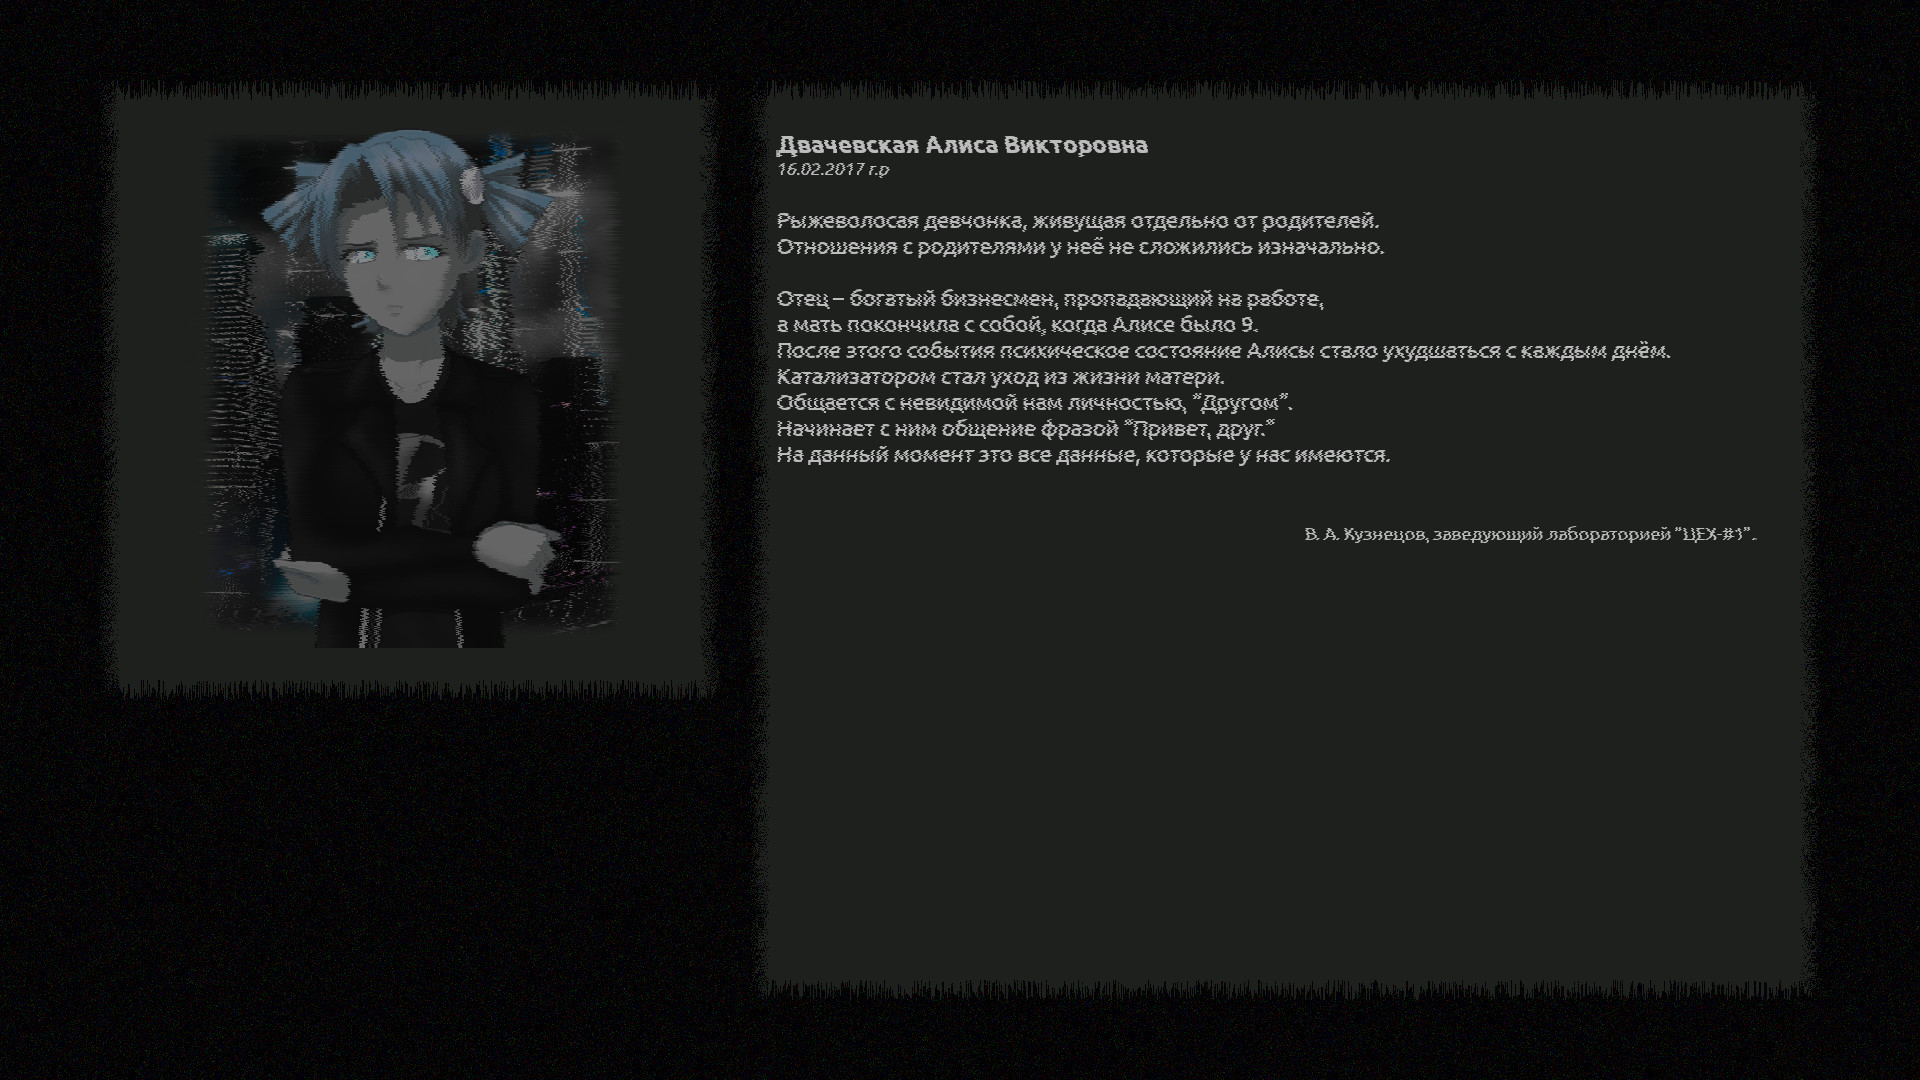 Двачевская Алиса Викторовна
16.02.2017 г.р
Рыжеволосая девчонка, живущая отдельно от родителей.
Отношения с родителями у неё не сложились изначально.
Отец – богатый бизнесмен, пропадающий на работе,
а мать покончила с собой, когда Алисе было 9.
После этого события психическое состояние Алисы стало ухудшаться с каждым днём.
Катализатором стал уход из жизни матери.
Общается с невидимой нам личностью, "Другом".
Начинает с ним общение фразой "Привет, друг."
На данный момент это все данные, которые у нас имеются.
В. А. Кузнецов, заведующий лабораторией "ЦЕХ-#1".